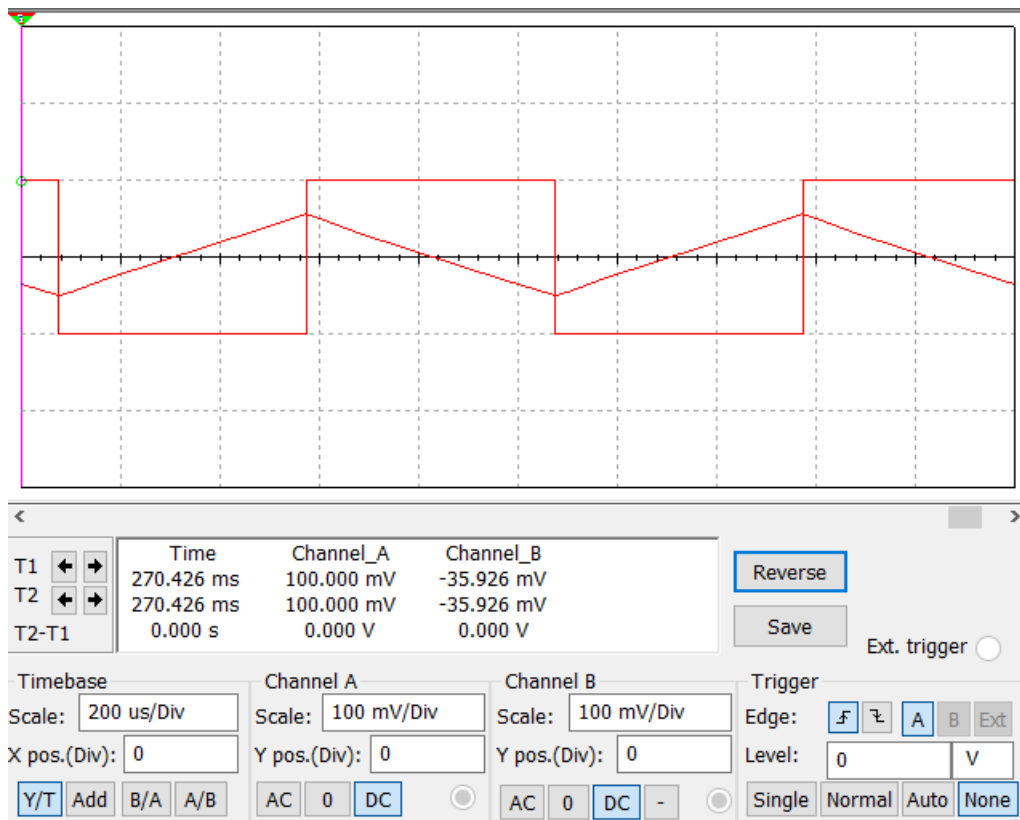 Time Channel_A Channel_B
T1 270.426 ms 100.000 mV -35.926 mV
T2 270.426 ms 100.000 mV -35.926 mV
T2-T1 0.000 s 0.000 V 0.000 V
Reverse
Save
Ext. trigger
Timebase
Scale: 200 us/Div
X pos.(Div): 0
Y/T Add B/A A/B
Channel A
Scale: 100 mV/Div
Y pos.(Div): 0
AC 0 DC
Channel B
Scale: 100 mV/Div
Y pos.(Div): 0
AC 0 DC -
Trigger
Edge: A B Ext
Level: 0 V
Single Normal Auto None